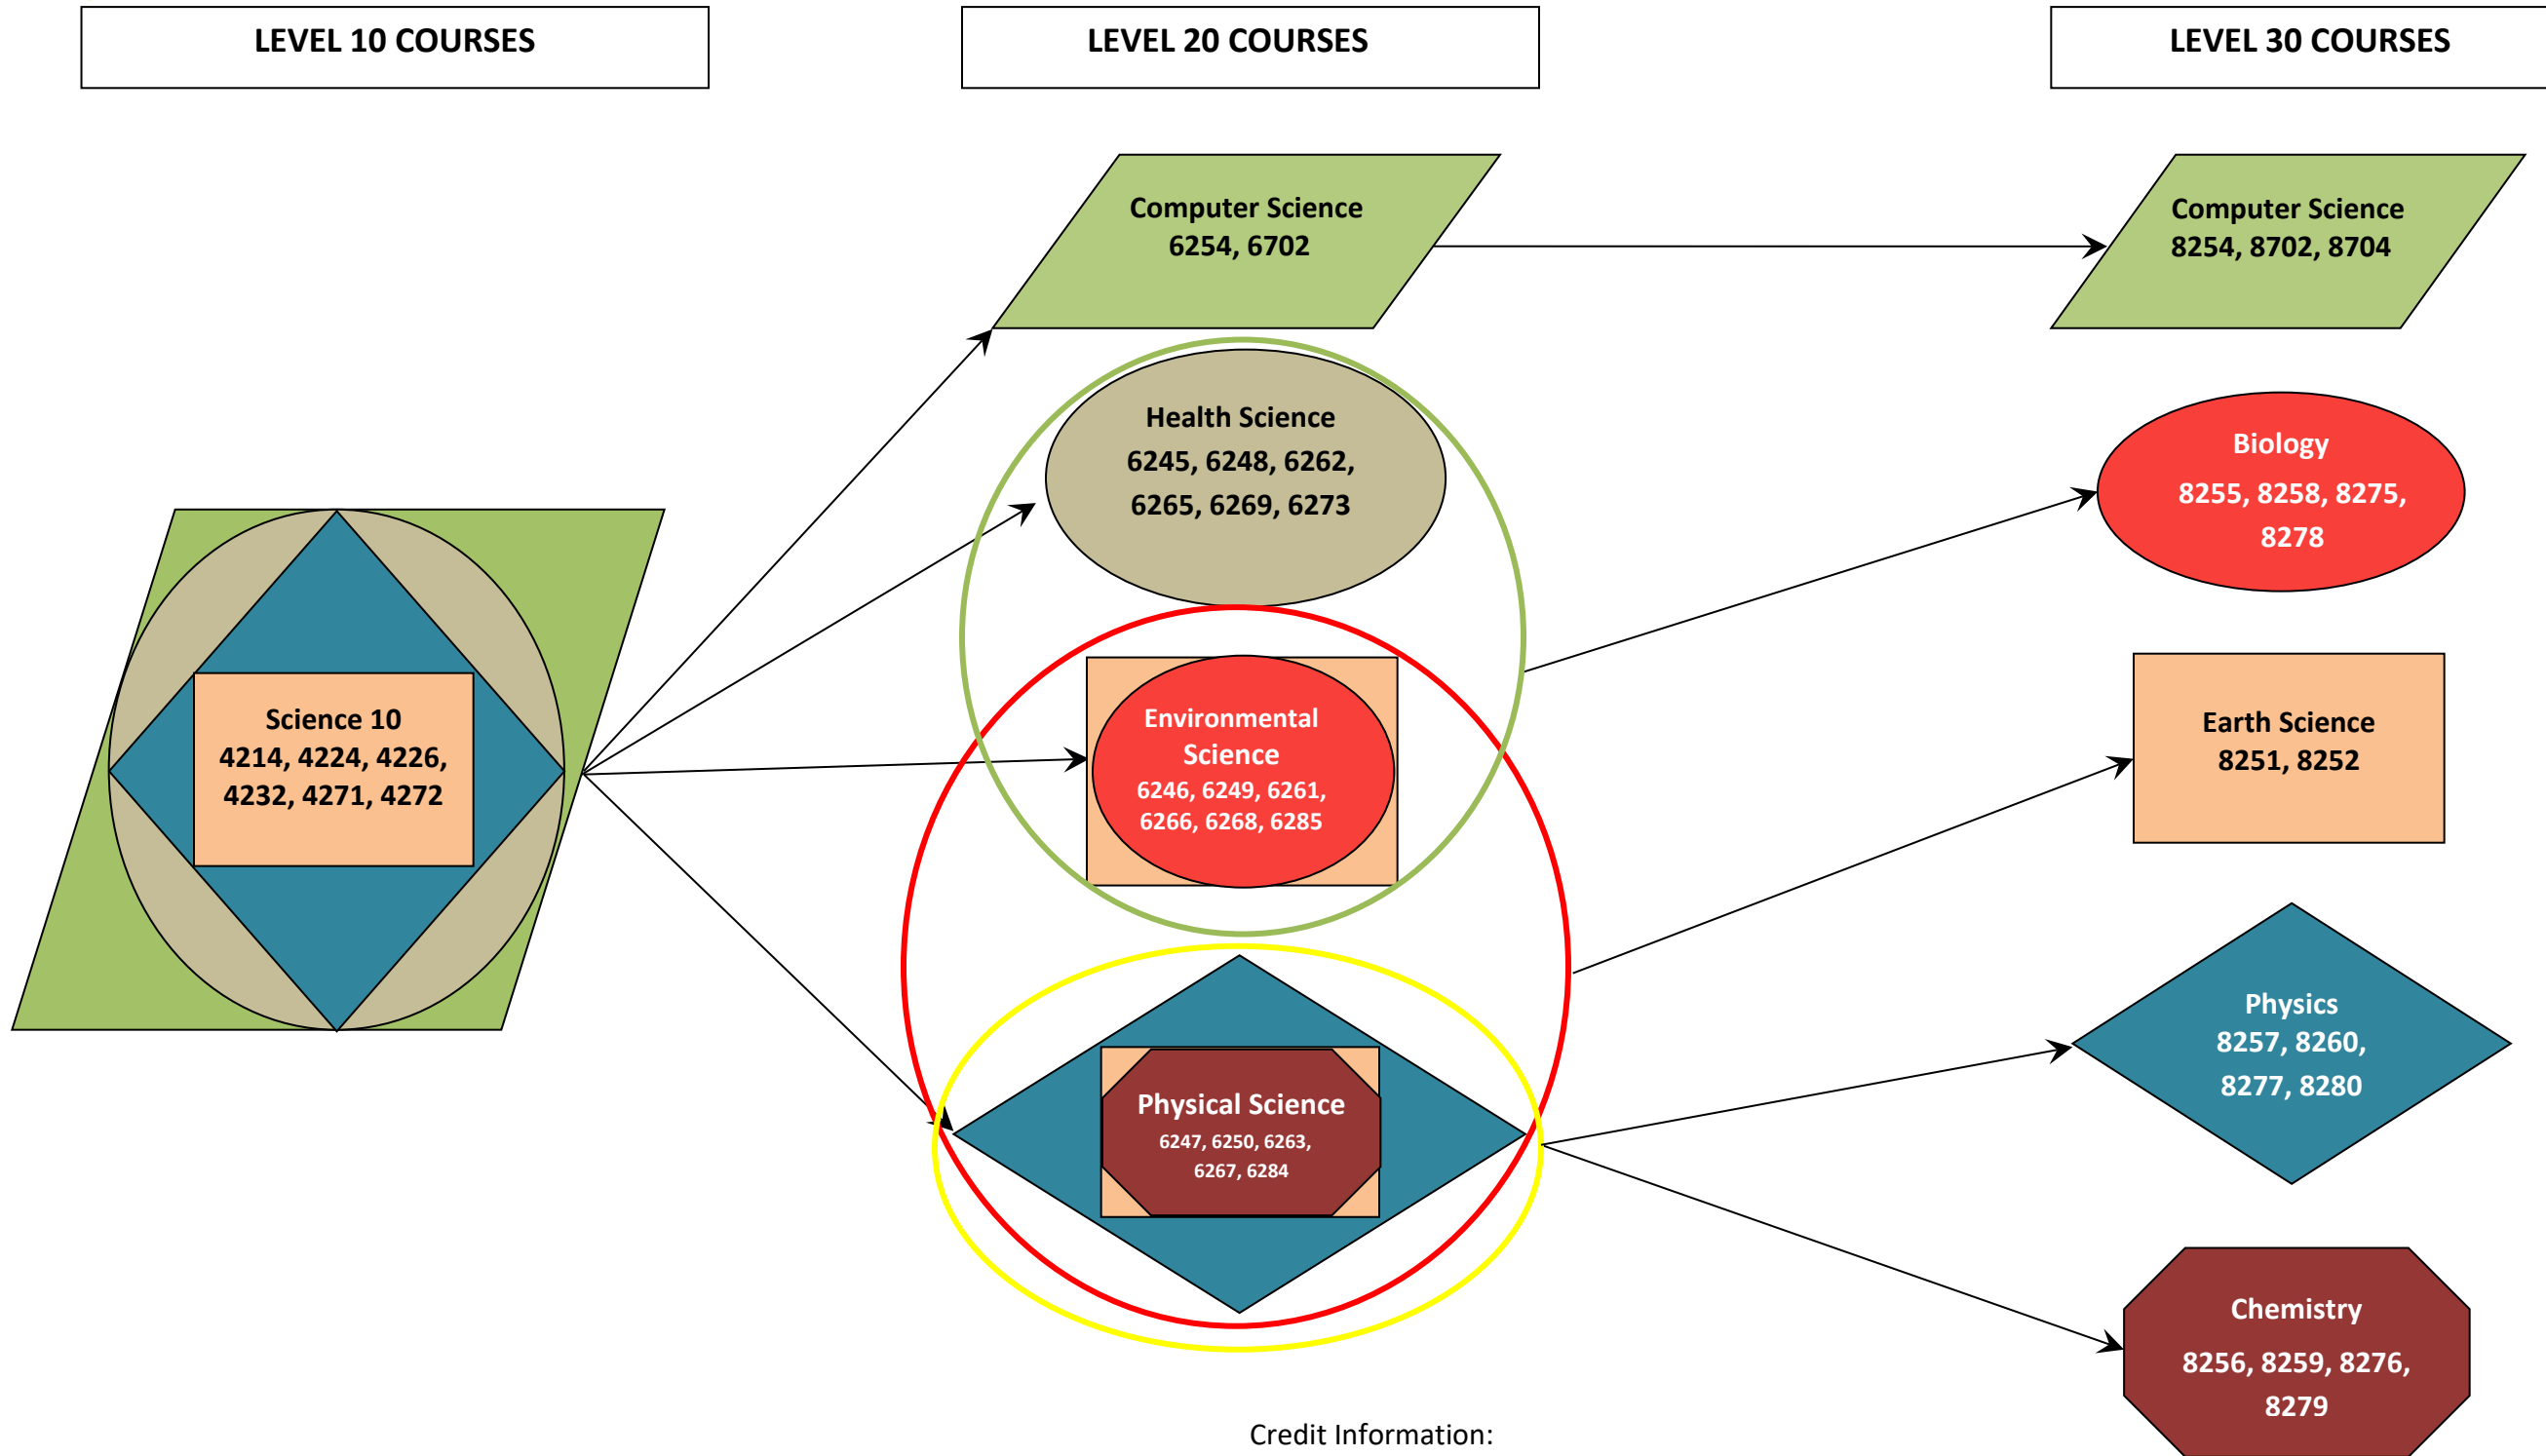 LEVEL 10 COURSES
LEVEL 20 COURSES
LEVEL 30 COURSES
Computer Science
6254, 6702
Computer Science
8254, 8702, 8704
Health Science
6245, 6248, 6262,
6265, 6269, 6273
Biology
8255, 8258, 8275,
8278
Science 10
4214, 4224, 4226,
4232, 4271, 4272
Environmental
Science
6246, 6249, 6261,
6266, 6268, 6285
Earth Science
8251, 8252
Physical Science
6247, 6250, 6263,
6267, 6284
Physics
8257, 8260,
8277, 8280
Chemistry
8256, 8259, 8276,
8279
Credit Information: